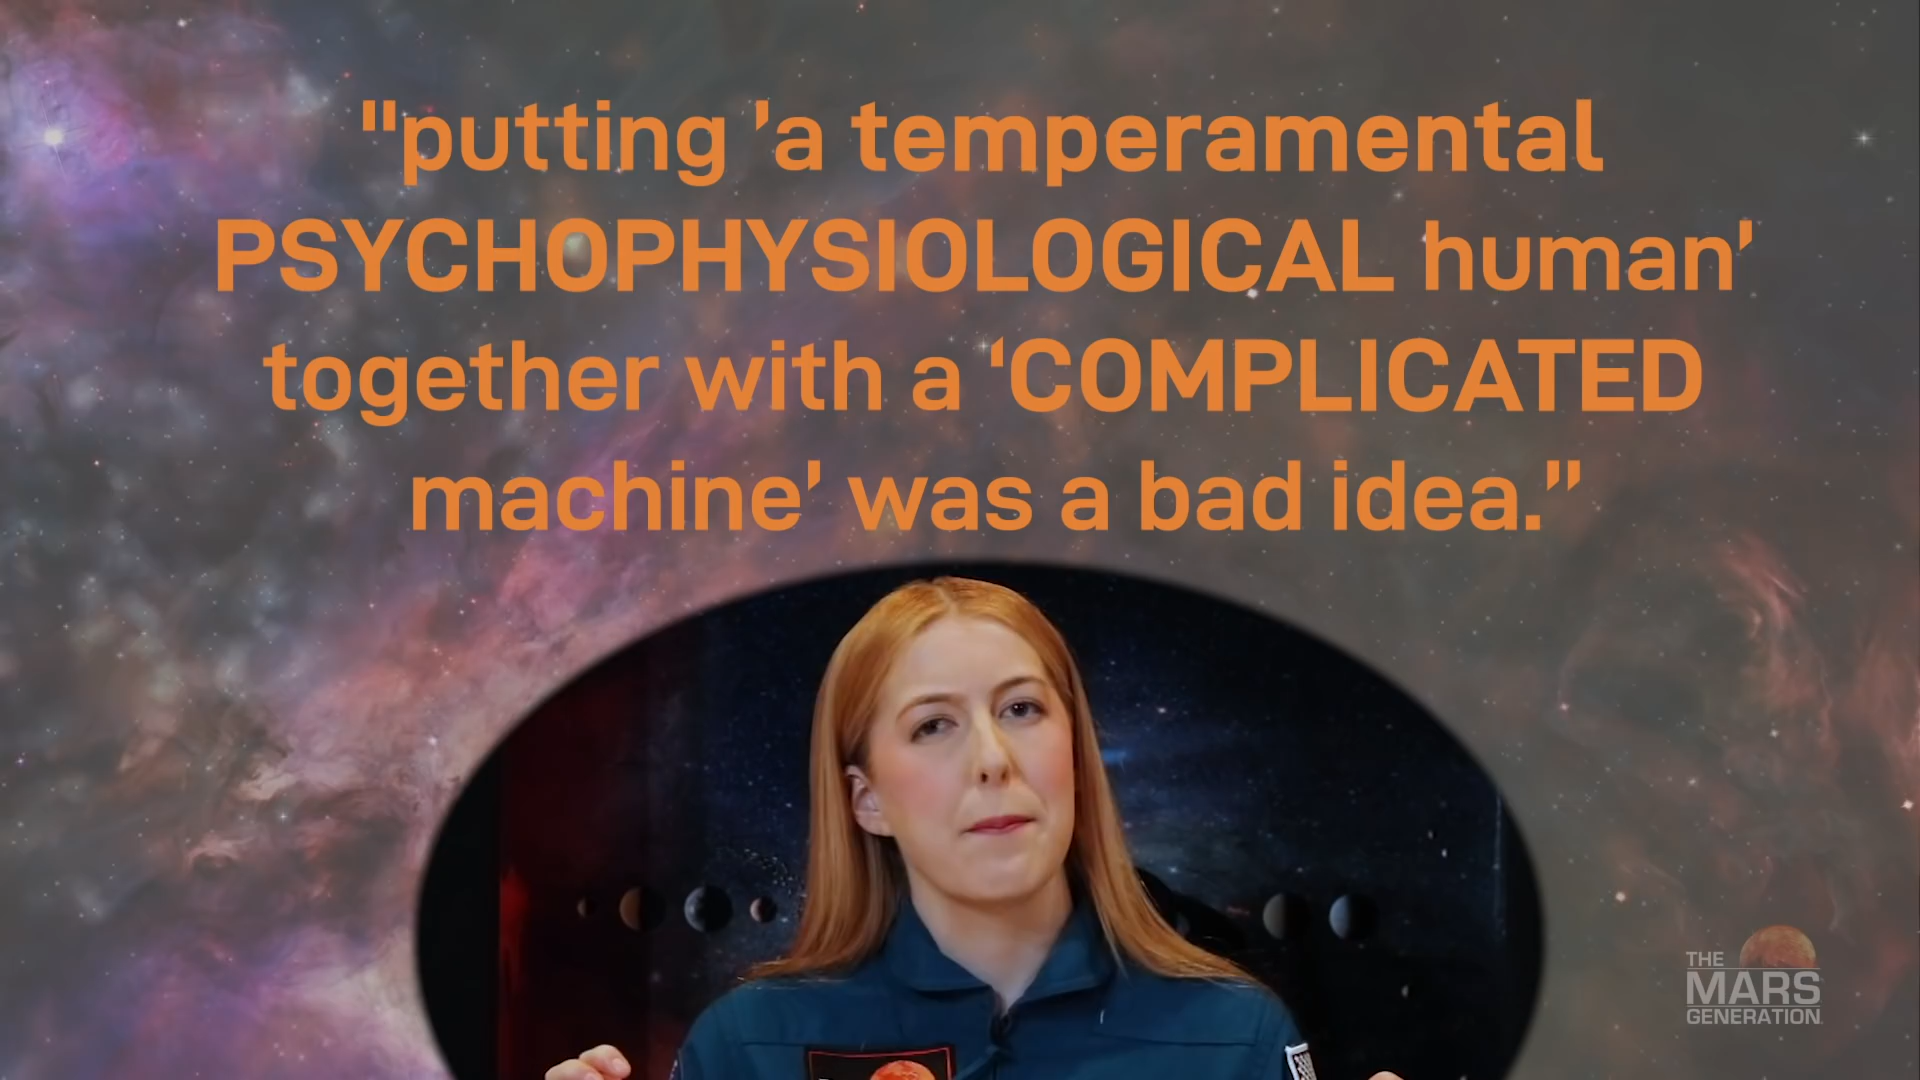 "putting ’a temperamental
PSYCHOPHYSIOLOGICAL human’
together with a ‘COMPLICATED
machine’ was a bad idea.”
THE
MARS
GENERATION